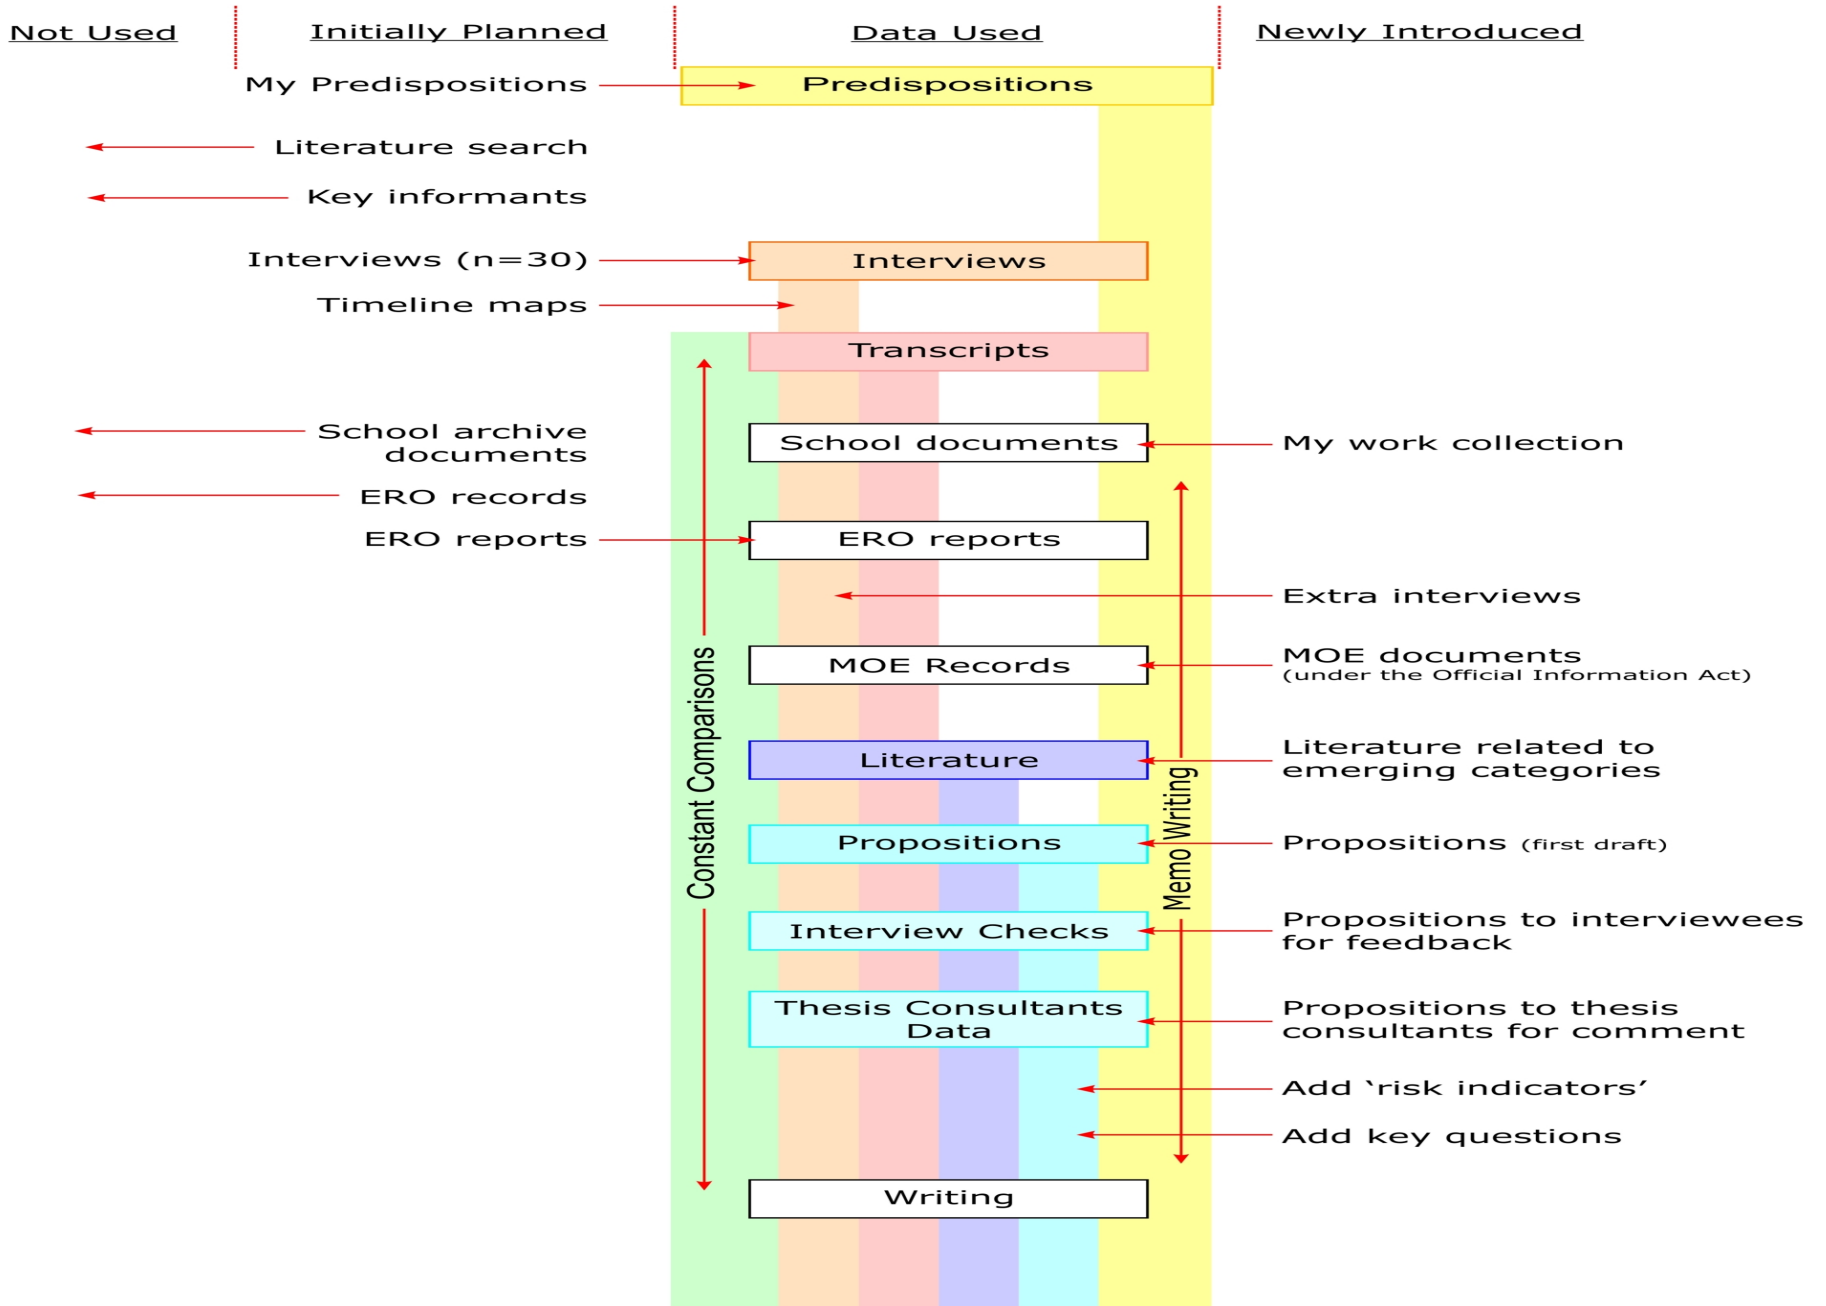 Not Used
Initially Planned
Data Used
Newly Introduced
My Predispositions
Predispositions
Literature search
Key informants
Interviews (n=30)
Interviews
Timeline maps
Transcripts
School archive
documents
School documents
My work collection
ERO records
ERO reports
ERO reports
Extra interviews
MOE Records
MOE documents
(under the Official Information Act)
Constant Comparisons
Literature
Literature related to
emerging categories
Memo Writing
Propositions
Propositions (first draft)
Interview Checks
Propositions to interviewees
for feedback
Thesis Consultants
Data
Propositions to thesis
consultants for comment
Add ‘risk indicators’
Add key questions
Writing